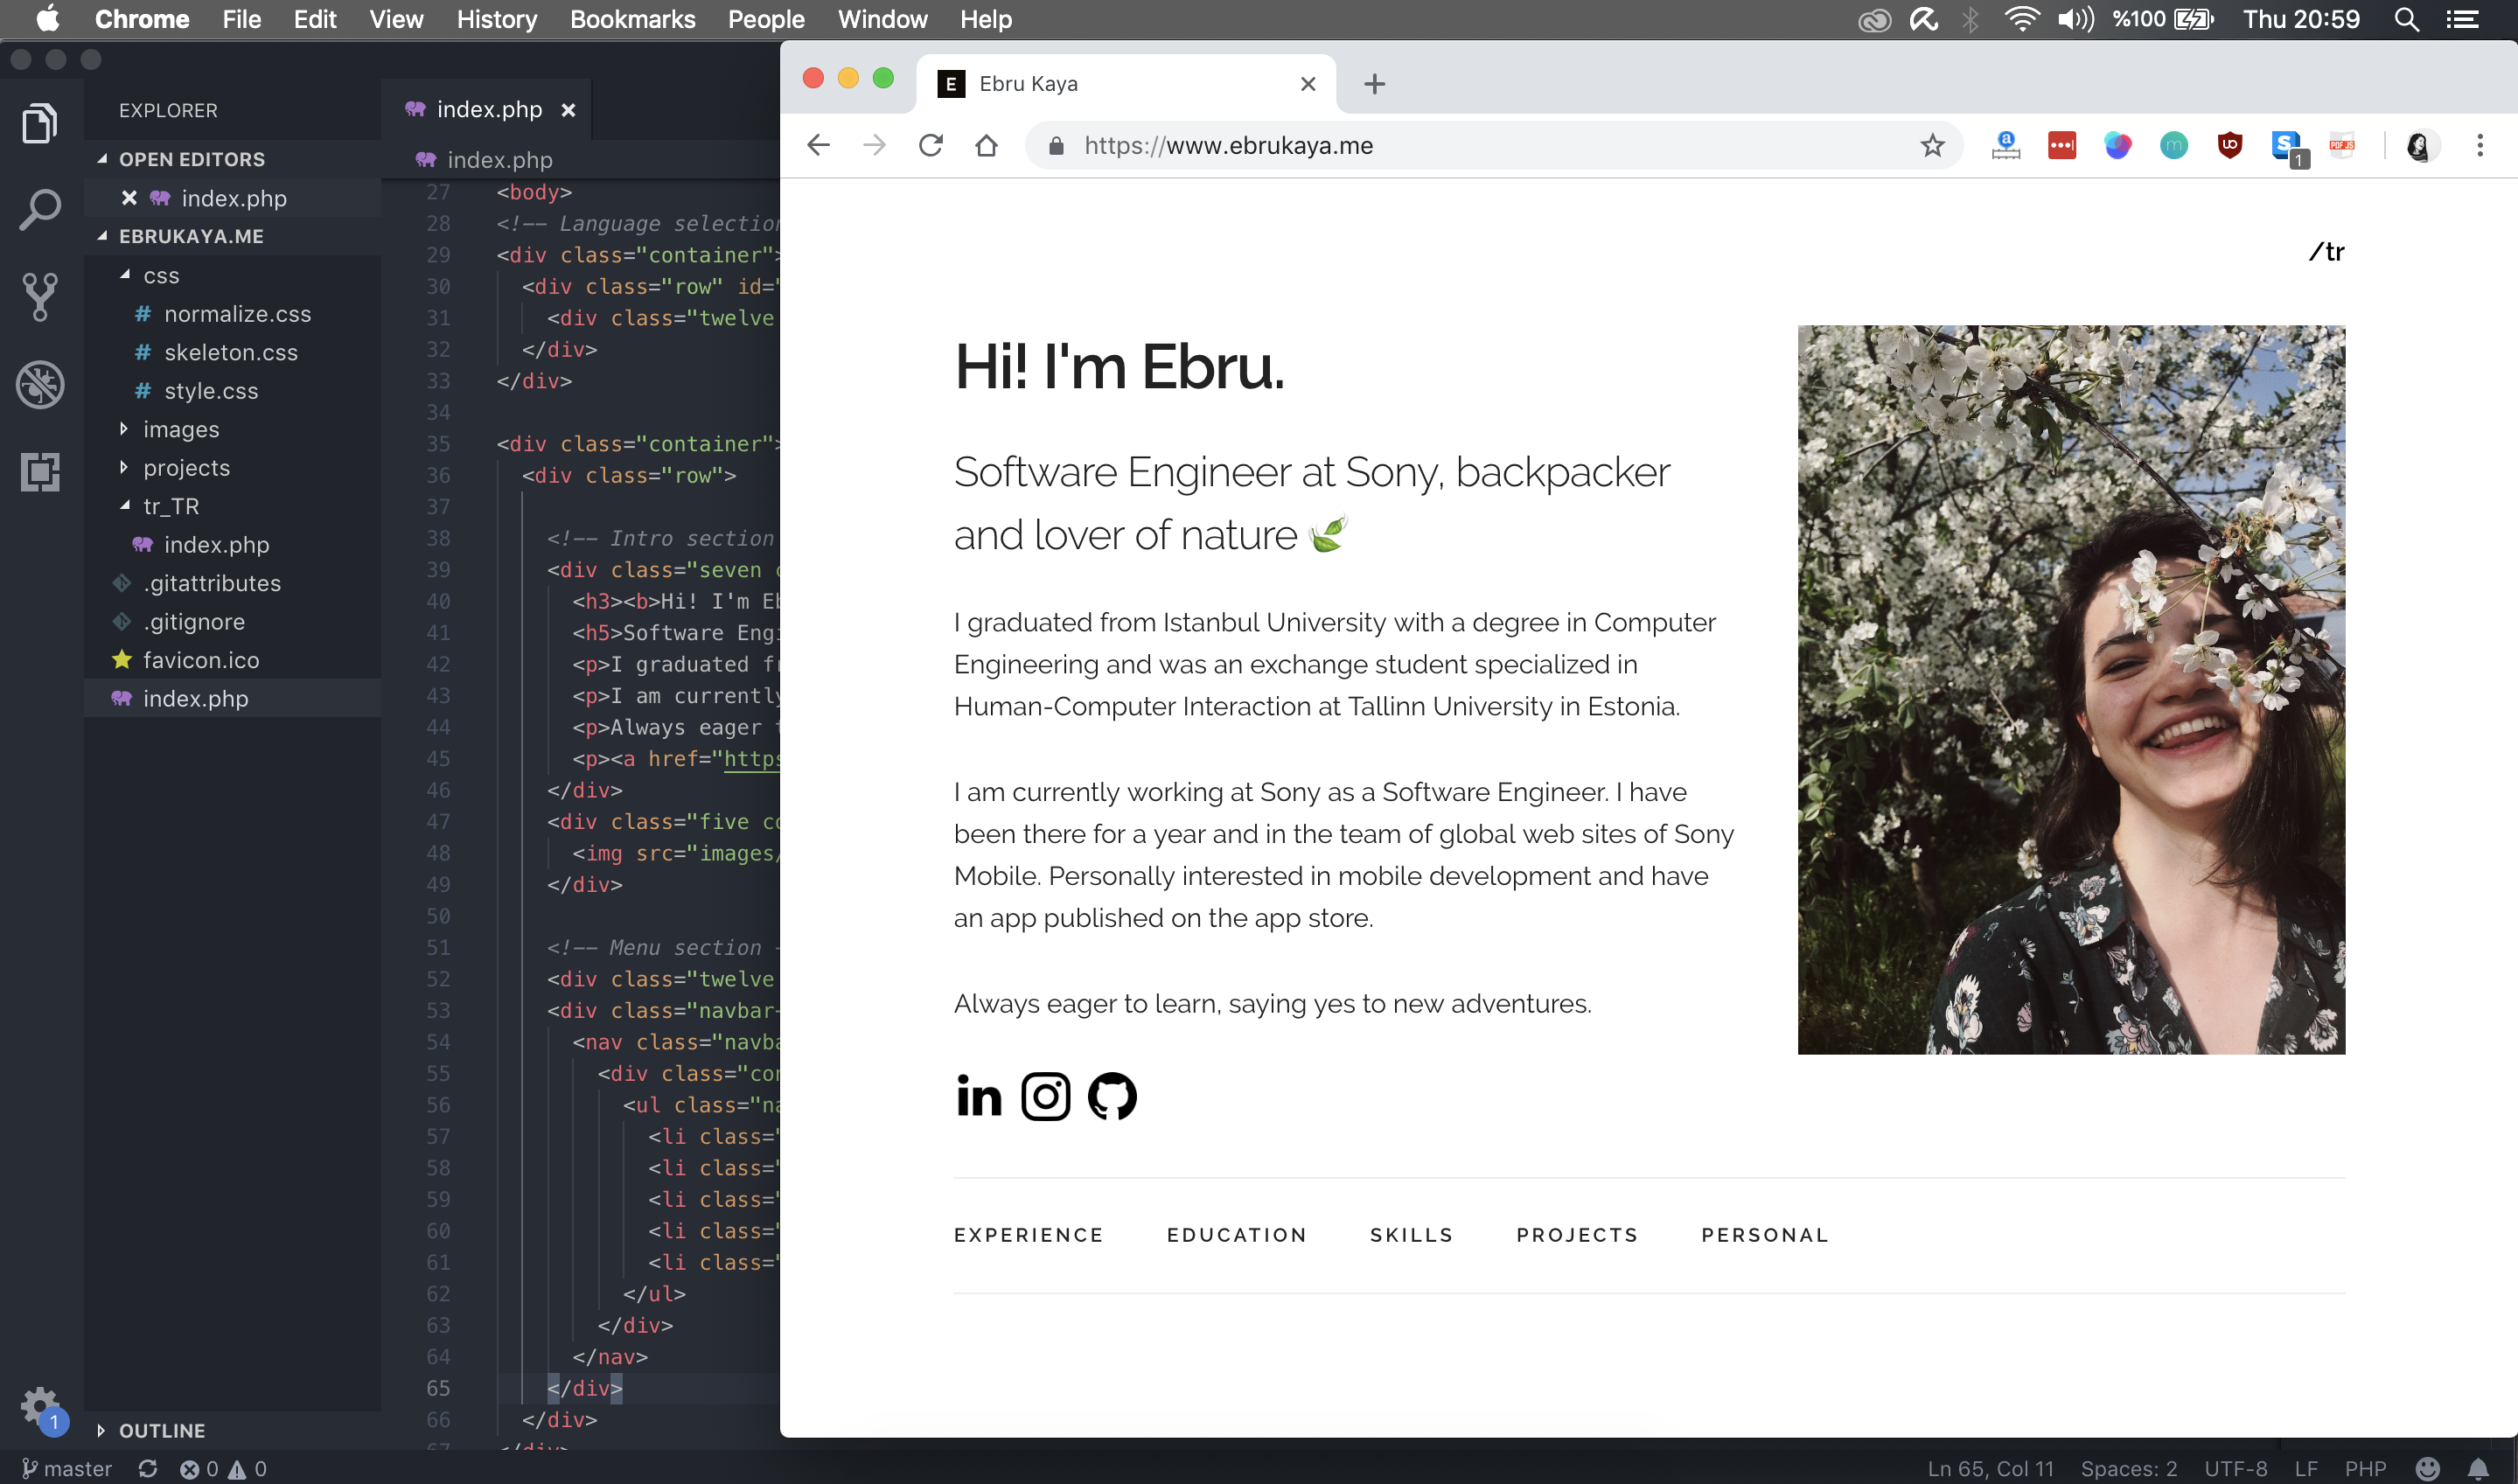 Chrome File Edit View History Bookmarks People Window Help %100 Thu 20:59
EXPLORER
OPEN EDITORS
index.php
EBRUKAYA.ME
css
normalize.css
skeleton.css
style.css
images
projects
tr_TR
index.php
.gitattributes
.gitignore
favicon.ico
index.php
OUTLINE
index.php
index.php
27 <body>
28 <!-- Language selection
29 <div class="container">
30 <div class="row" id="
31 <div class="twelve
32 </div>
33 </div>
34
35 <div class="container">
36 <div class="row">
37
38 <!-- Intro section
39 <div class="seven c
40 <h3><b>Hi! I'm Eb
41 <h5>Software Engi
42 <p>I graduated fr
43 <p>I am currently
44 <p>Always eager t
45 <p><a href="https
46 </div>
47 <div class="five co
48 <img src="images/
49 </div>
50
51 <!-- Menu section -
52 <div class="twelve
53 <div class="navbar-
54 <nav class="navba
55 <div class="con
56 <ul class="na
57 <li class="
58 <li class="
59 <li class="
60 <li class="
61 <li class="
62 </ul>
63 </div>
64 </nav>
65 </div>
66 </div>
67 </div>
E Ebru Kaya
https://www.ebrukaya.me
/tr
Hi! I'm Ebru.
Software Engineer at Sony, backpacker
and lover of nature 🌿
I graduated from Istanbul University with a degree in Computer
Engineering and was an exchange student specialized in
Human-Computer Interaction at Tallinn University in Estonia.
I am currently working at Sony as a Software Engineer. I have
been there for a year and in the team of global web sites of Sony
Mobile. Personally interested in mobile development and have
an app published on the app store.
Always eager to learn, saying yes to new adventures.
in
EXPERIENCE EDUCATION SKILLS PROJECTS PERSONAL
1
master 0 0 Ln 65, Col 11 Spaces: 2 UTF-8 LF PHP